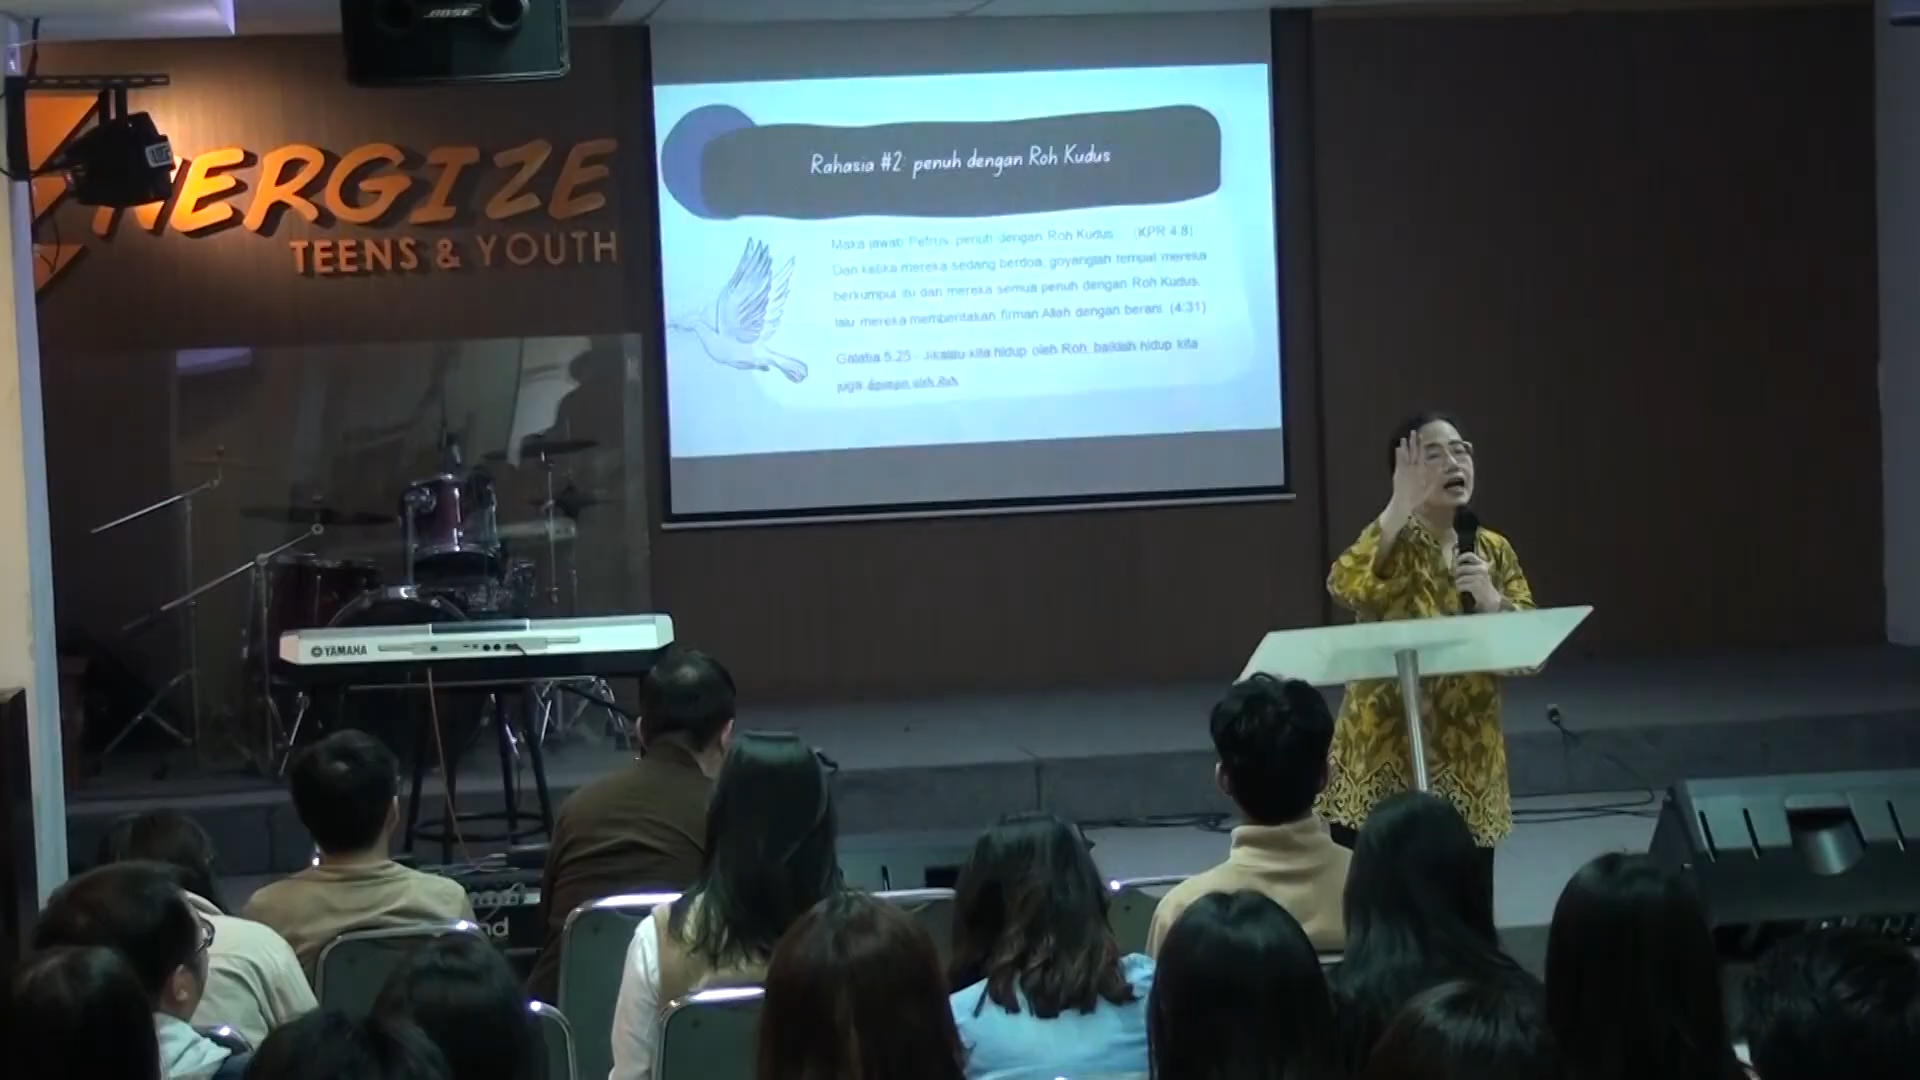 BOSE
ENERGIZE
TEENS & YOUTH
Rahasia #2: penuh dengan Roh Kudus
Maka jawab Petrus, penuh dengan Roh Kudus: (KPR 4:8)
Dan ketika mereka sedang berdoa, goyanglah tempat mereka
berkumpul itu dan mereka semua penuh dengan Roh Kudus,
lalu mereka memberitakan firman Allah dengan berani. (4:31)
Galatia 5:25 - Jikalau kita hidup oleh Roh, baiklah hidup kita
juga dipimpin oleh Roh
YAMAHA
nd